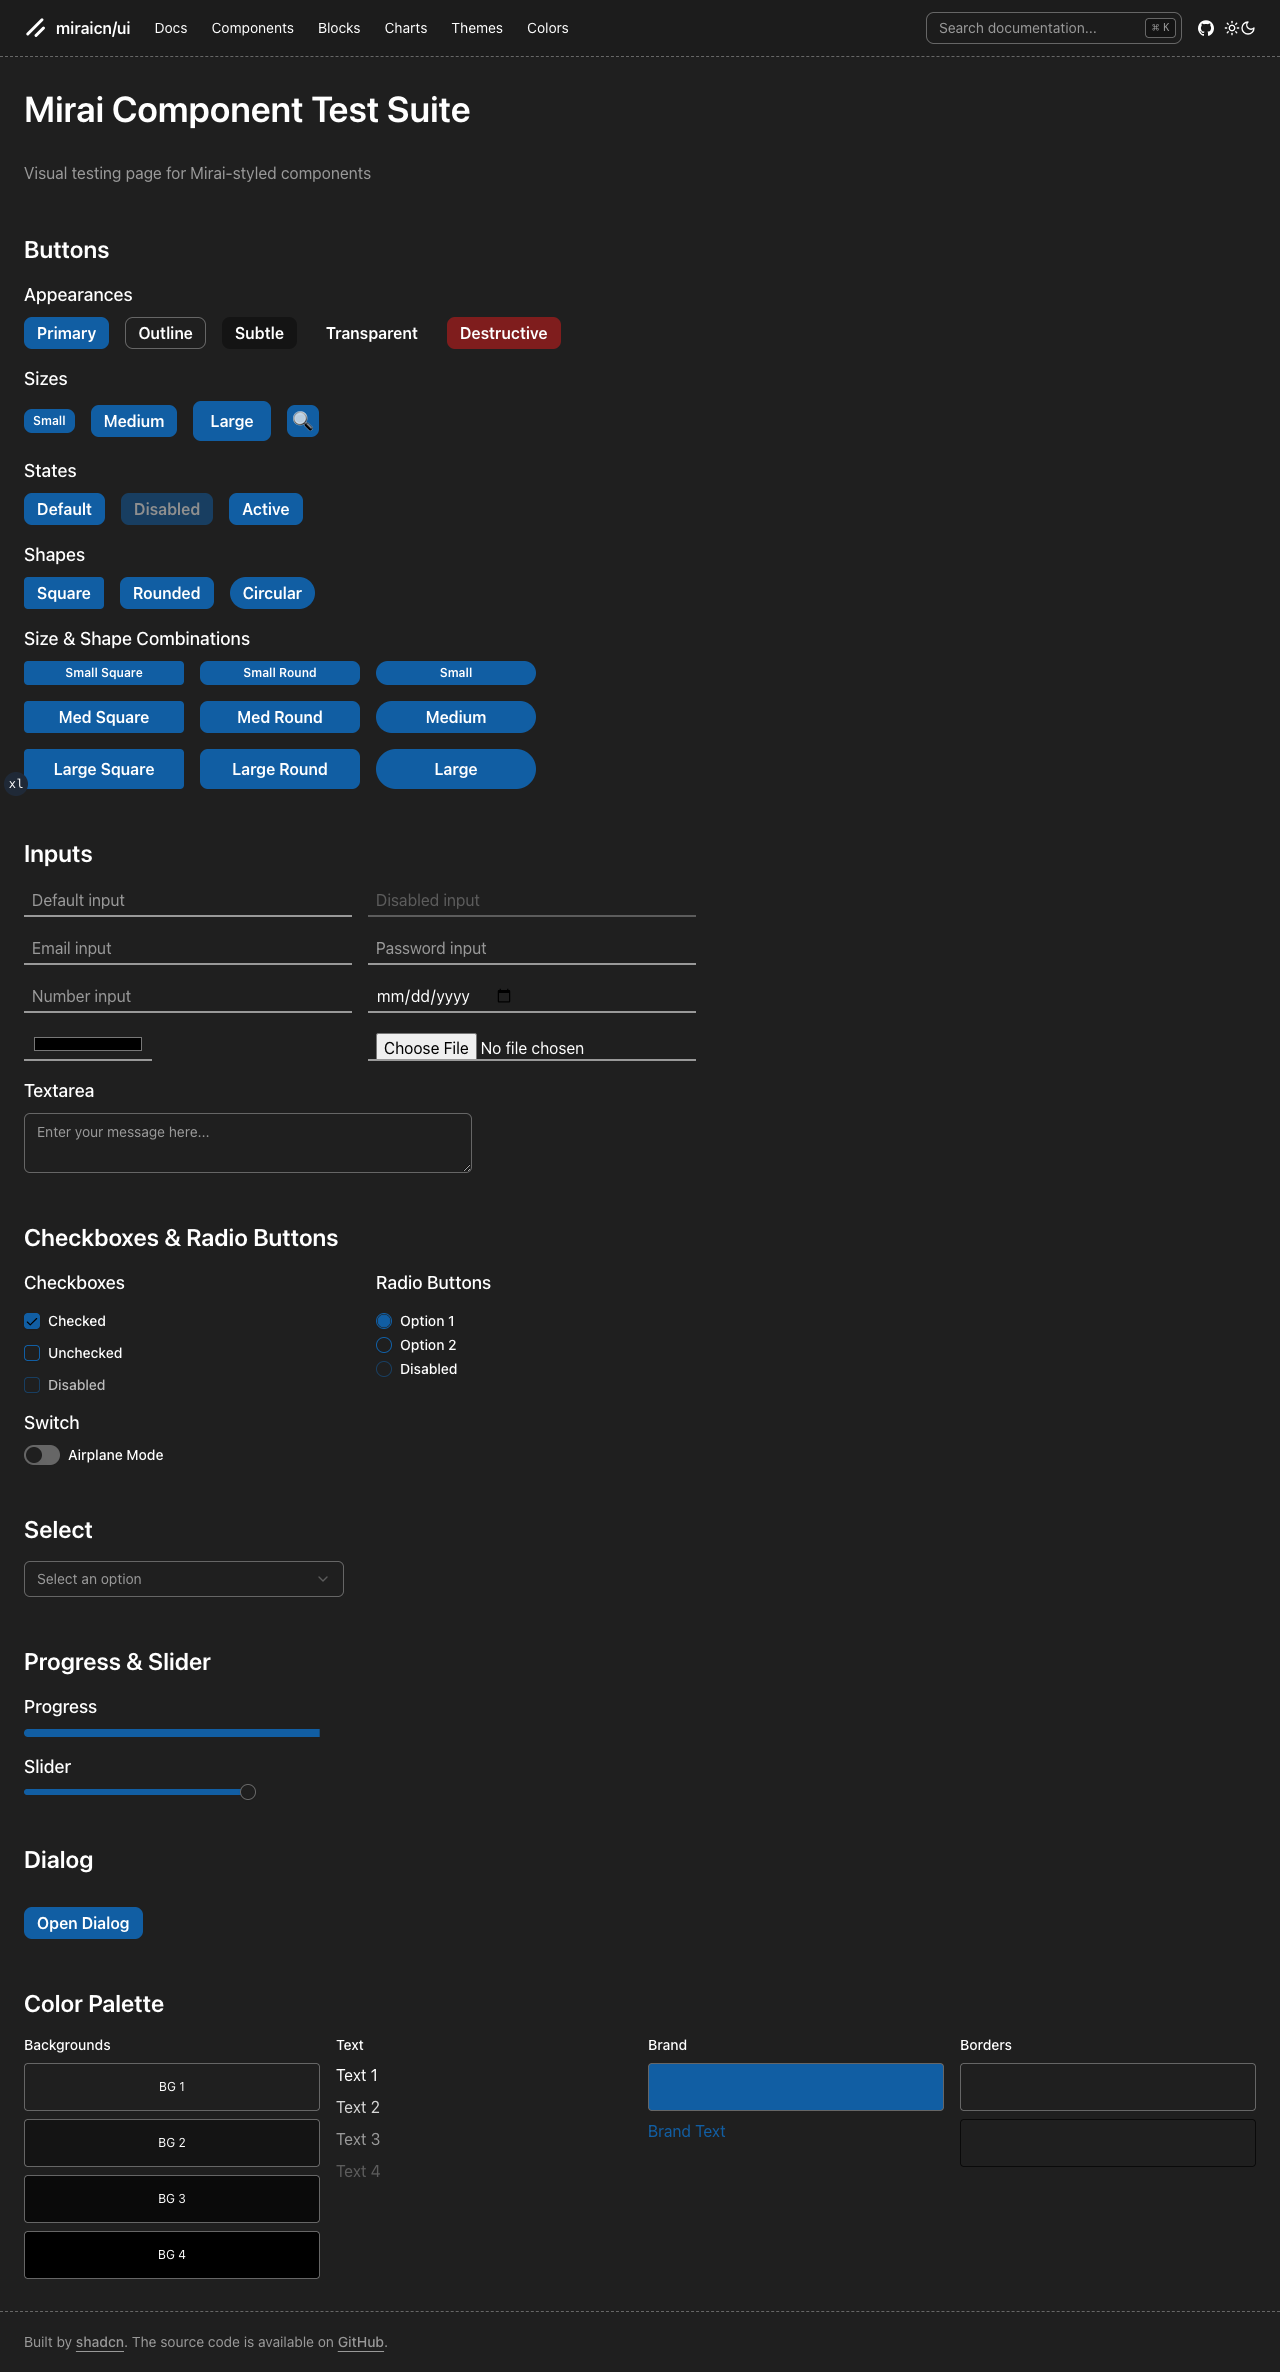 miraicn/ui Docs Components Blocks Charts Themes Colors Search documentation... ⌘ K
Mirai Component Test Suite
Visual testing page for Mirai-styled components
Buttons
Appearances
Primary Outline Subtle Transparent Destructive
Sizes
Small Medium Large
States
Default Disabled Active
Shapes
Square Rounded Circular
Size & Shape Combinations
Small Square Small Round Small
Med Square Med Round Medium
Large Square Large Round Large
xl
Inputs
Default input Disabled input
Email input Password input
Number input mm/dd/yyyy
Choose File No file chosen
Textarea
Enter your message here...
Checkboxes & Radio Buttons
Checkboxes Radio Buttons
Checked Option 1
Unchecked Option 2
Disabled Disabled
Switch
Airplane Mode
Select
Select an option
Progress & Slider
Progress
Slider
Dialog
Open Dialog
Color Palette
Backgrounds Text Brand Borders
BG 1 Text 1
BG 2 Text 2 Brand Text
BG 3 Text 3
BG 4 Text 4
Built by shadcn. The source code is available on GitHub.